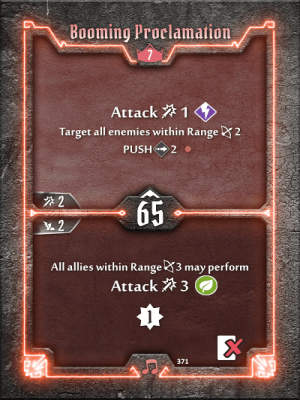 Booming Proclamation
7
Attack 1
Target all enemies within Range 2
PUSH 2
2
65
2
All allies within Range 3 may perform
Attack 3
1
371